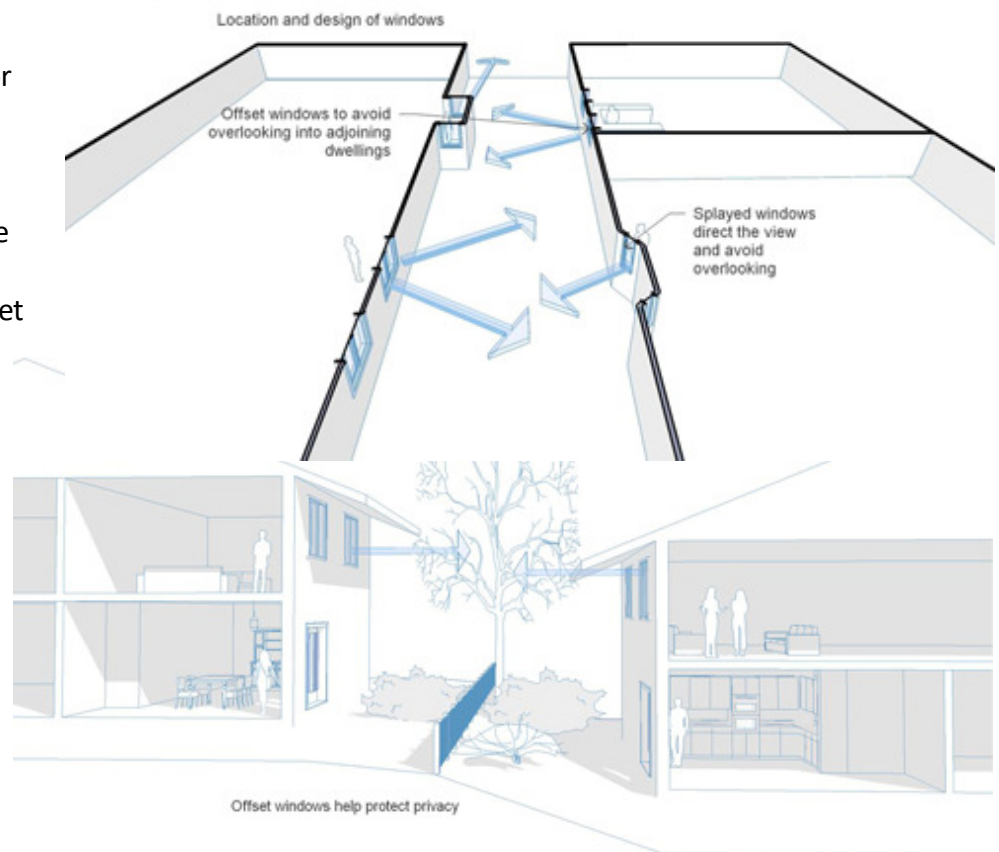 Location and design of windows
or
Offset windows to avoid
overlooking into adjoining
dwellings
Splayed windows
direct the view
and avoid
overlooking
Offset windows help protect privacy